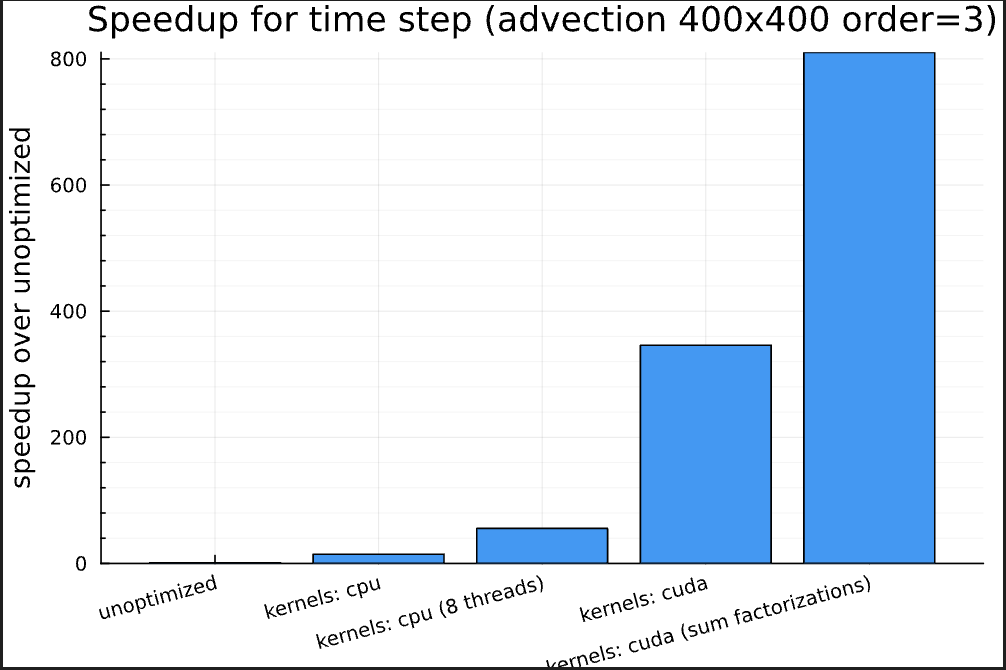 Speedup for time step (advection 400x400 order=3)
speedup over unoptimized
800
600
400
200
0
unoptimized
kernels: cpu
kernels: cpu (8 threads)
kernels: cuda
kernels: cuda (sum factorizations)